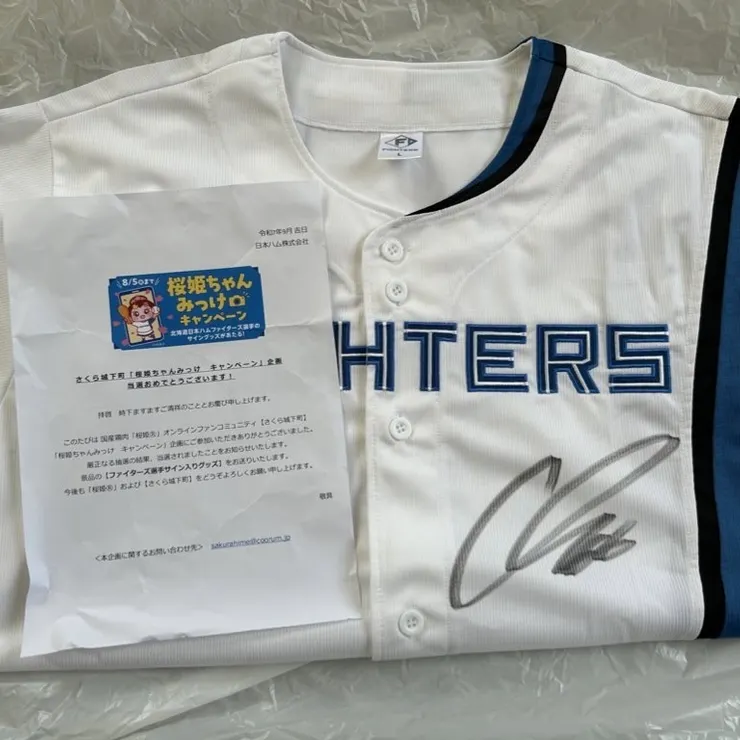 令和7年9月 吉日
日本ハム株式会社
8/5㊋まで
桜姫ちゃん
みっけ
キャンペーン
北海道日本ハムファイターズ選手の
サイングッズがあたる!
さくら城下町「桜姫ちゃんみっけ キャンペーン」企画
当選おめでとうございます!
拝啓 時下ますますご清祥のこととお慶び申し上げます。
このたびは 国産鶏肉「桜姫®」オンラインファンコミュニティ【さくら城下町】
「桜姫ちゃんみっけ キャンペーン」企画にご参加いただきありがとうございました。
厳正なる抽選の結果、当選されましたことをお知らせいたします。
景品の【ファイターズ選手サイン入りグッズ】をお送りいたします。
今後も「桜姫®」および【さくら城下町】をどうぞよろしくお願い申し上げます。
敬具
<本企画に関するお問い合わせ先> sakurahime@coorum.jp
F
FIGHTERS
L
HTERS